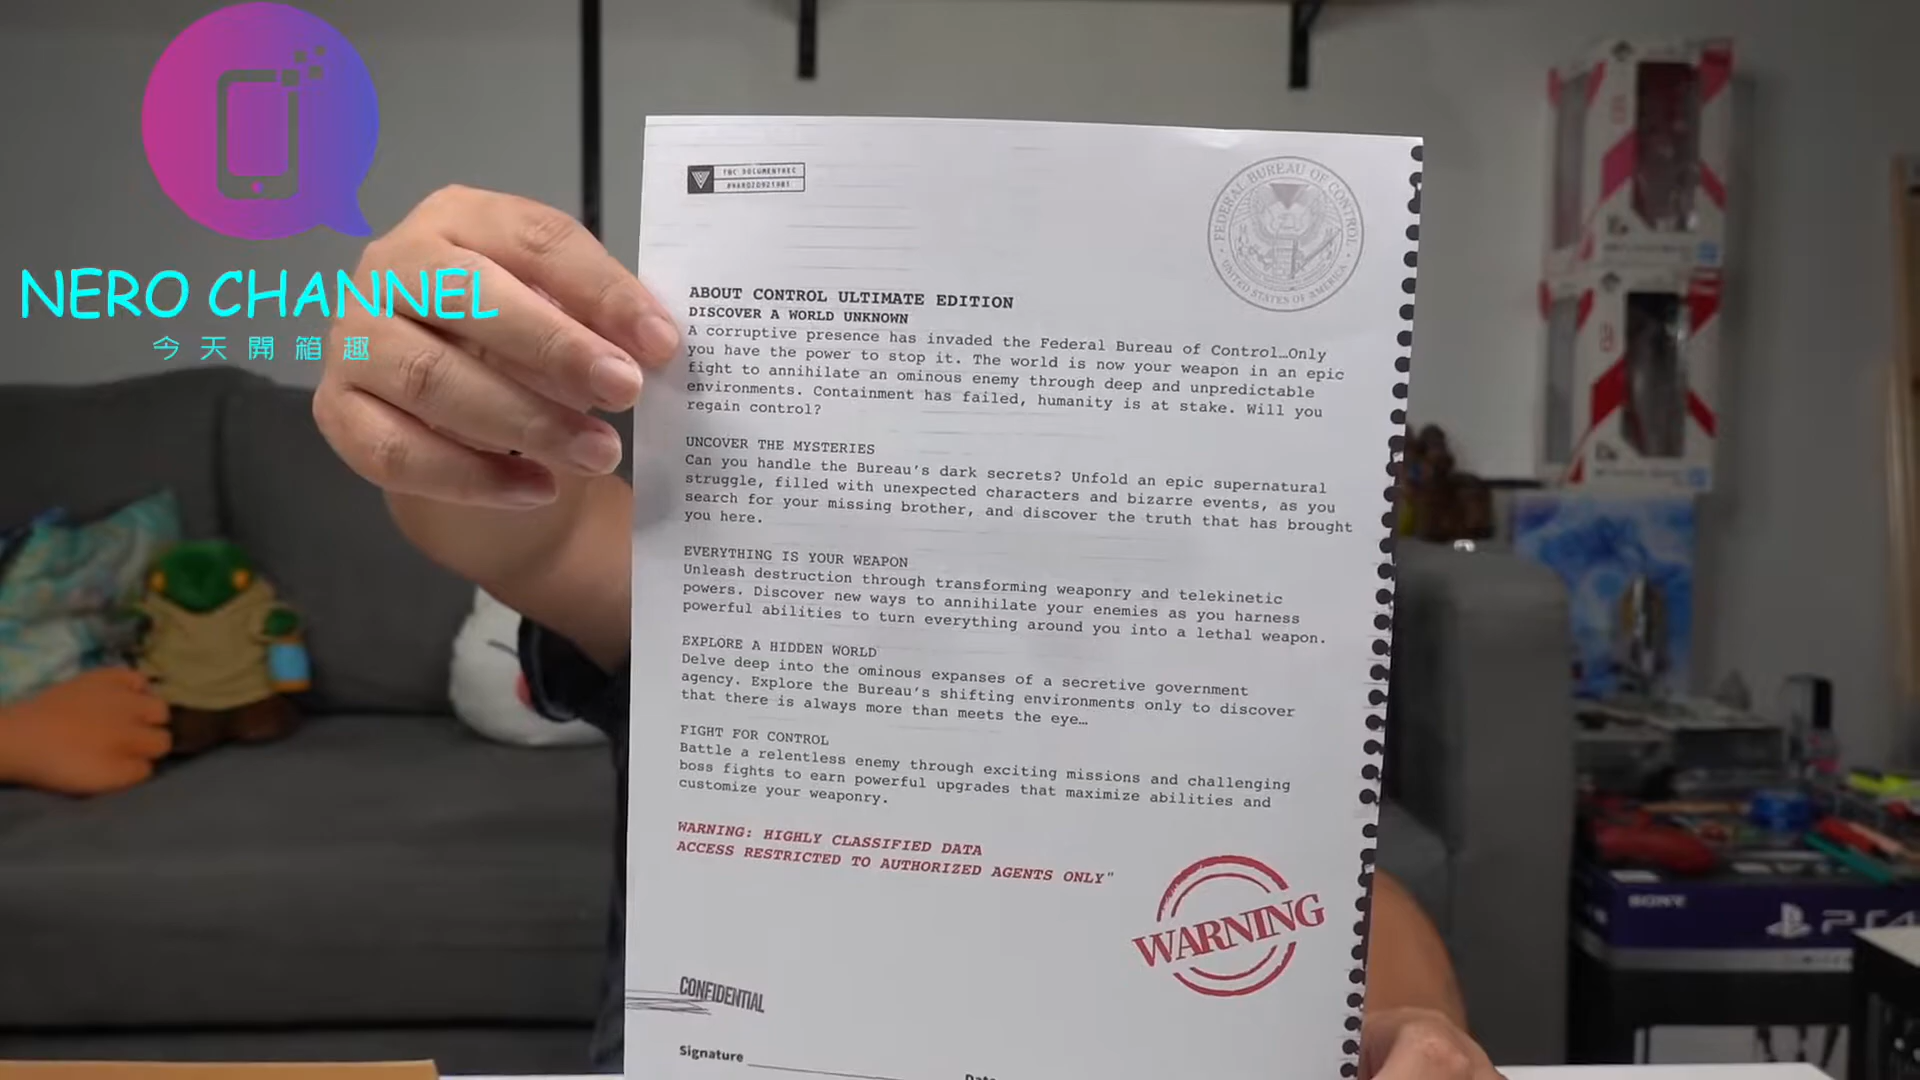 NERO CHANNEL
今天開箱趣
FEDERAL BUREAU OF CONTROL
UNITED STATES OF AMERICA
ABOUT CONTROL ULTIMATE EDITION
DISCOVER A WORLD UNKNOWN
A corruptive presence has invaded the Federal Bureau of Control…Only
you have the power to stop it. The world is now your weapon in an epic
fight to annihilate an ominous enemy through deep and unpredictable
environments. Containment has failed, humanity is at stake. Will you
regain control?
UNCOVER THE MYSTERIES
Can you handle the Bureau's dark secrets? Unfold an epic supernatural
struggle, filled with unexpected characters and bizarre events, as you
search for your missing brother, and discover the truth that has brought
you here.
EVERYTHING IS YOUR WEAPON
Unleash destruction through transforming weaponry and telekinetic
powers. Discover new ways to annihilate your enemies as you harness
powerful abilities to turn everything around you into a lethal weapon.
EXPLORE A HIDDEN WORLD
Delve deep into the ominous expanses of a secretive government
agency. Explore the Bureau's shifting environments only to discover
that there is always more than meets the eye…
FIGHT FOR CONTROL
Battle a relentless enemy through exciting missions and challenging
boss fights to earn powerful upgrades that maximize abilities and
customize your weaponry.
WARNING: HIGHLY CLASSIFIED DATA
ACCESS RESTRICTED TO AUTHORIZED AGENTS ONLY"
WARNING
CONFIDENTIAL
Signature
SONY
PS4